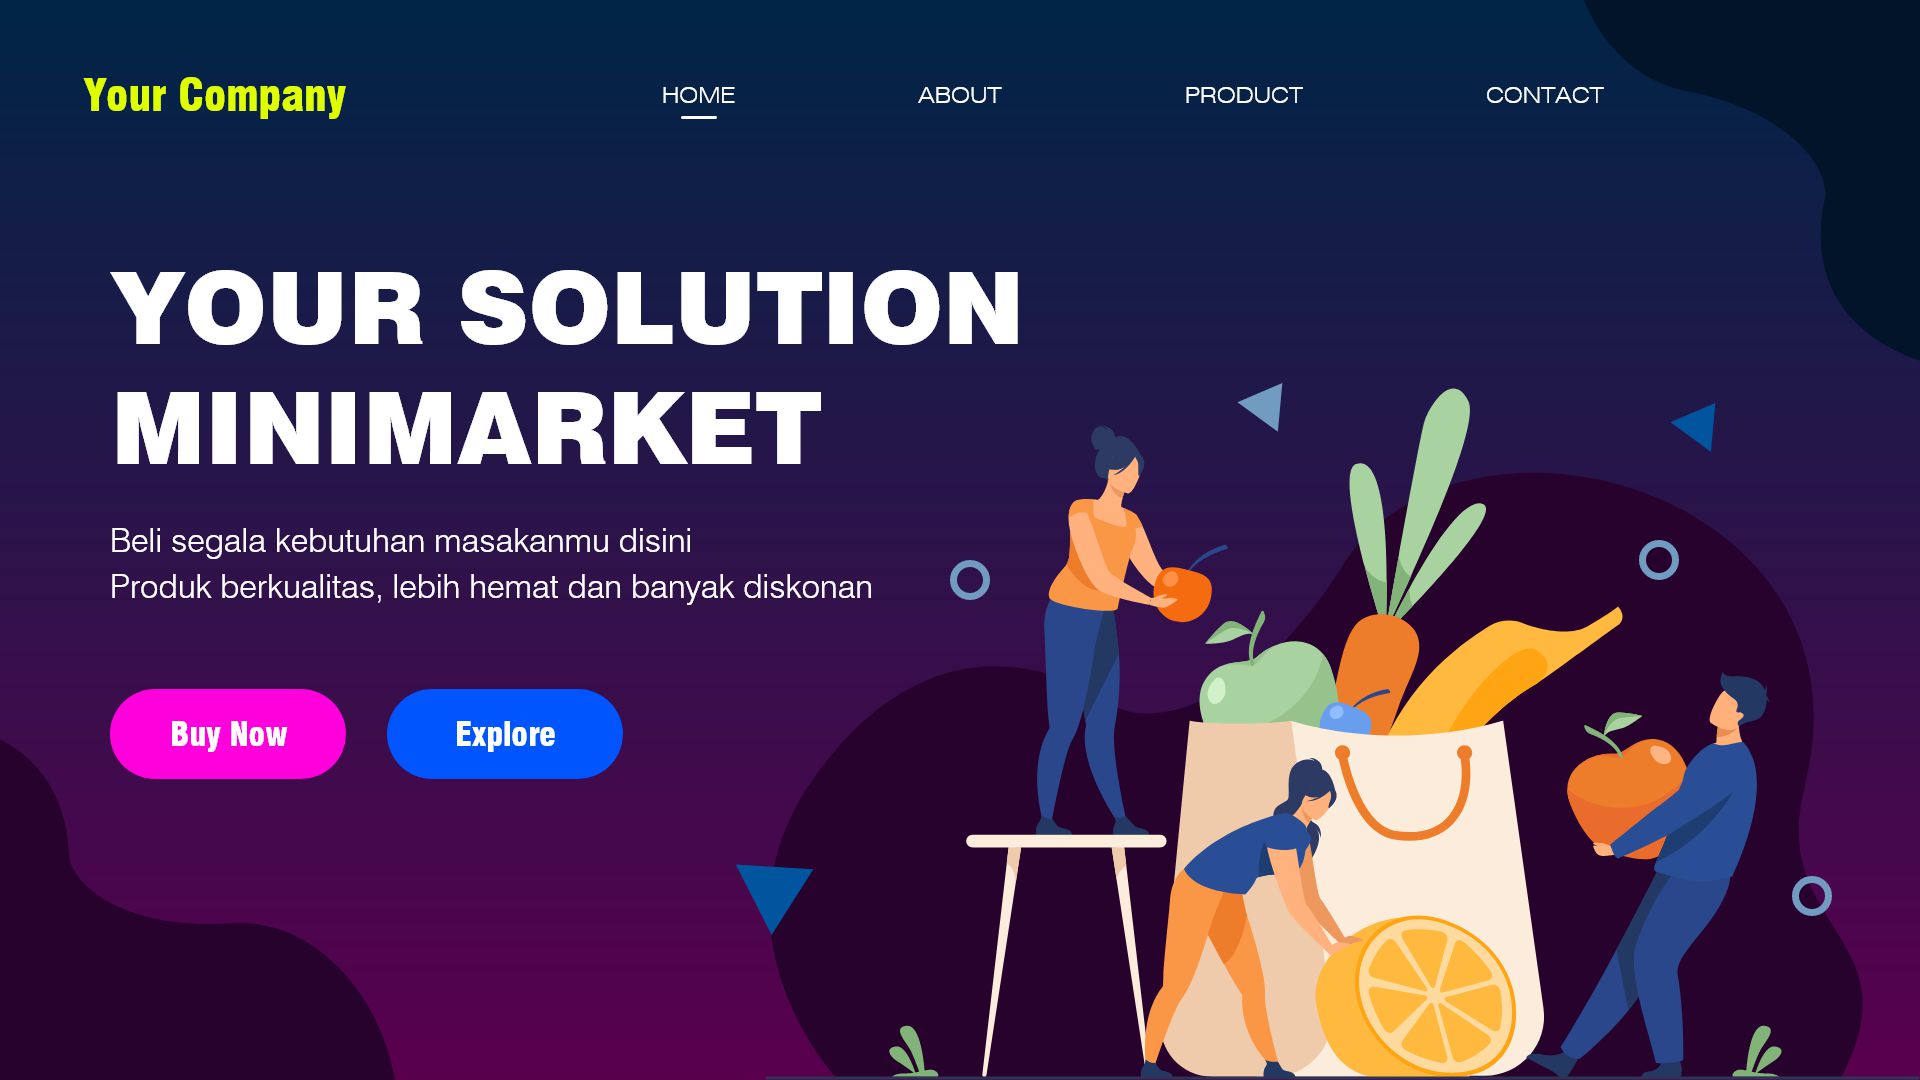 Your Company
HOME
ABOUT
PRODUCT
CONTACT
YOUR SOLUTION
MINIMARKET
Beli segala kebutuhan masakanmu disini
Produk berkualitas, lebih hemat dan banyak diskonan
Buy Now
Explore